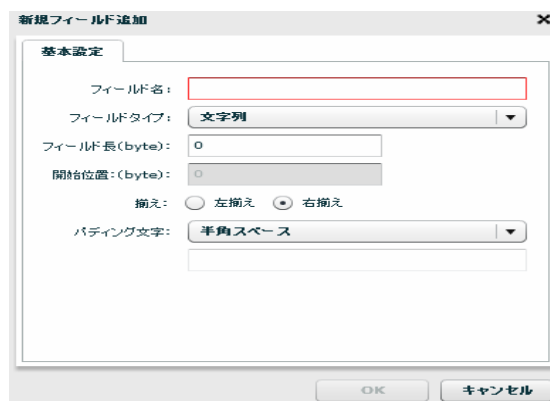 新規フィールド追加
基本設定
フィールド名:
フィールドタイプ: 文字列
フィールド長(byte): 0
開始位置:(byte): 0
揃え: 左揃え 右揃え
パディング文字: 半角スペース
OK キャンセル